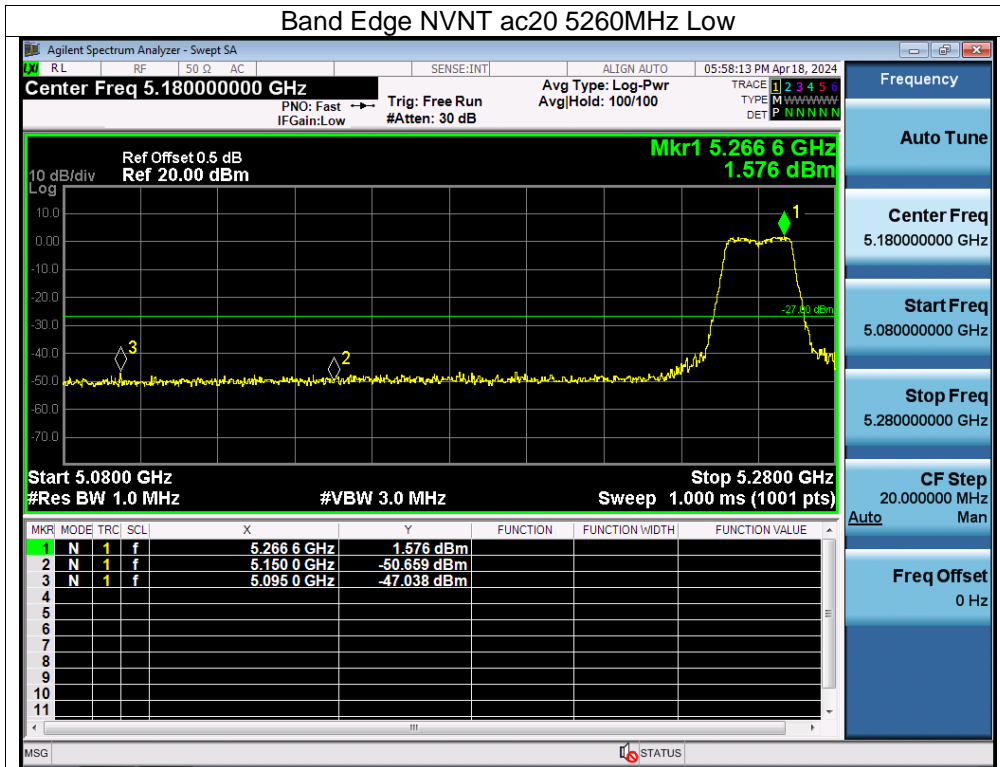 Band Edge NVNT ac20 5260MHz Low
Agilent Spectrum Analyzer - Swept SA
LXI RL RF 50 Ω AC SENSE:INT ALIGN AUTO 05:58:13 PM Apr 18, 2024
Center Freq 5.180000000 GHz
PNO: Fast
IFGain:Low
Trig: Free Run
#Atten: 30 dB
Avg Type: Log-Pwr
Avg|Hold: 100/100
TRACE 1 2 3 4 5 6
TYPE M WWWWW
DET P N N N N N
Ref Offset 0.5 dB
Ref 20.00 dBm
10 dB/div
Log
Mkr1 5.266 6 GHz
1.576 dBm
10.0
0.00
-10.0
-20.0
-30.0
-40.0
-50.0
-60.0
-70.0
1
-27.00 dBm
3
2
Start 5.0800 GHz Stop 5.2800 GHz
#Res BW 1.0 MHz #VBW 3.0 MHz Sweep 1.000 ms (1001 pts)
MKR MODE TRC SCL X Y FUNCTION FUNCTION WIDTH FUNCTION VALUE
1 N 1 f 5.266 6 GHz 1.576 dBm
2 N 1 f 5.150 0 GHz -50.659 dBm
3 N 1 f 5.095 0 GHz -47.038 dBm
4
5
6
7
8
9
10
11
MSG STATUS
Frequency
Auto Tune
Center Freq
5.180000000 GHz
Start Freq
5.080000000 GHz
Stop Freq
5.280000000 GHz
CF Step
20.000000 MHz
Auto Man
Freq Offset
0 Hz